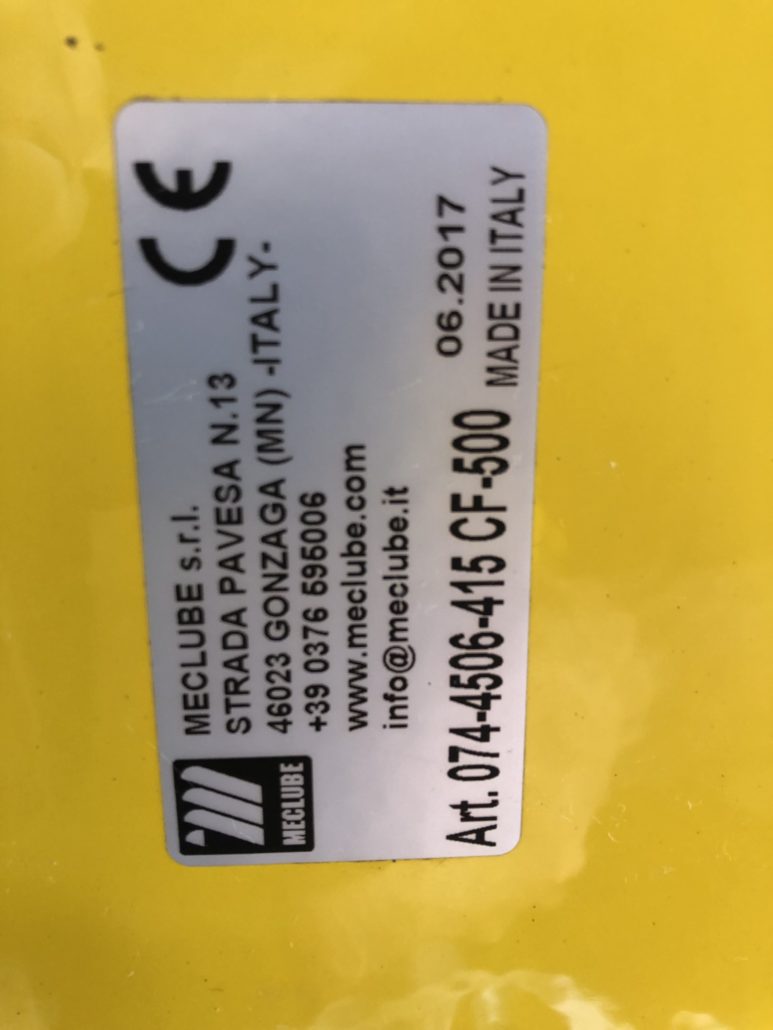 MECLUBE
MECLUBE s.r.l.
STRADA PAVESA N.13
46023 GONZAGA (MN) -ITALY-
+39 0376 595006
www.meclube.com
info@meclube.it
CE
Art. 074-4506-415 CF-500
06.2017
MADE IN ITALY